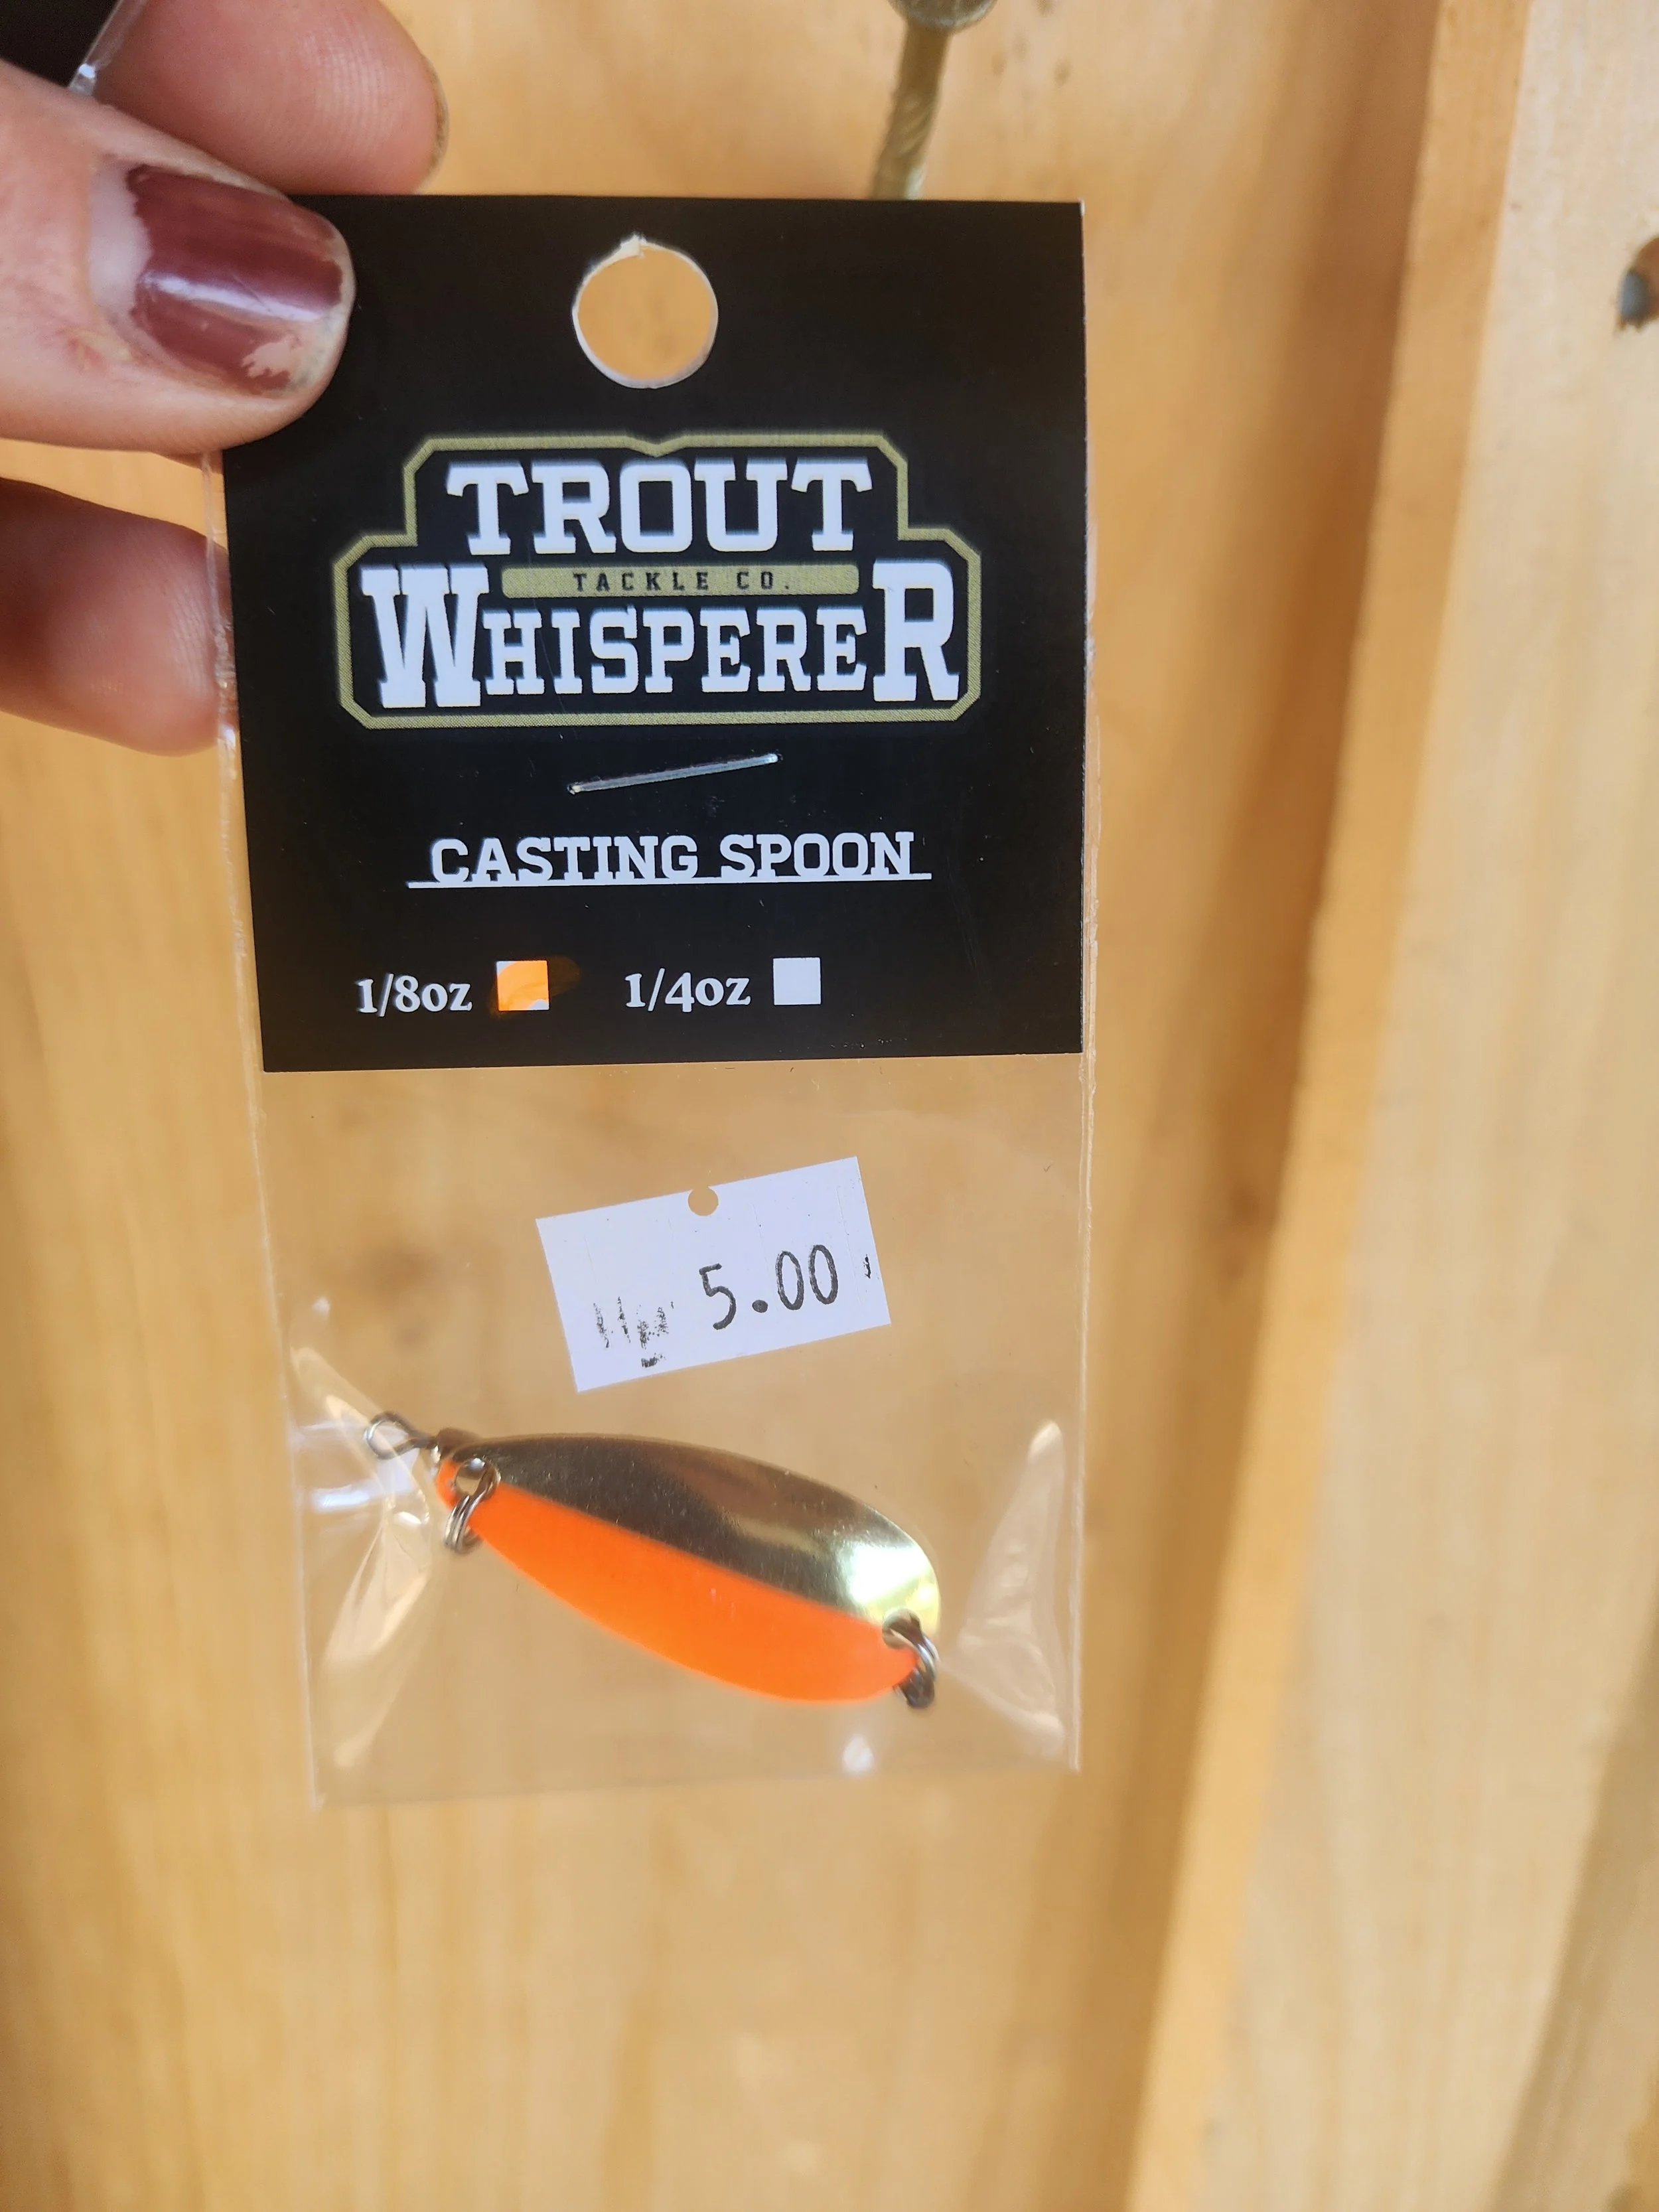 TROUT
TACKLE CO.
WHISPERER
CASTING SPOON
1/8oz 1/4oz
5.00